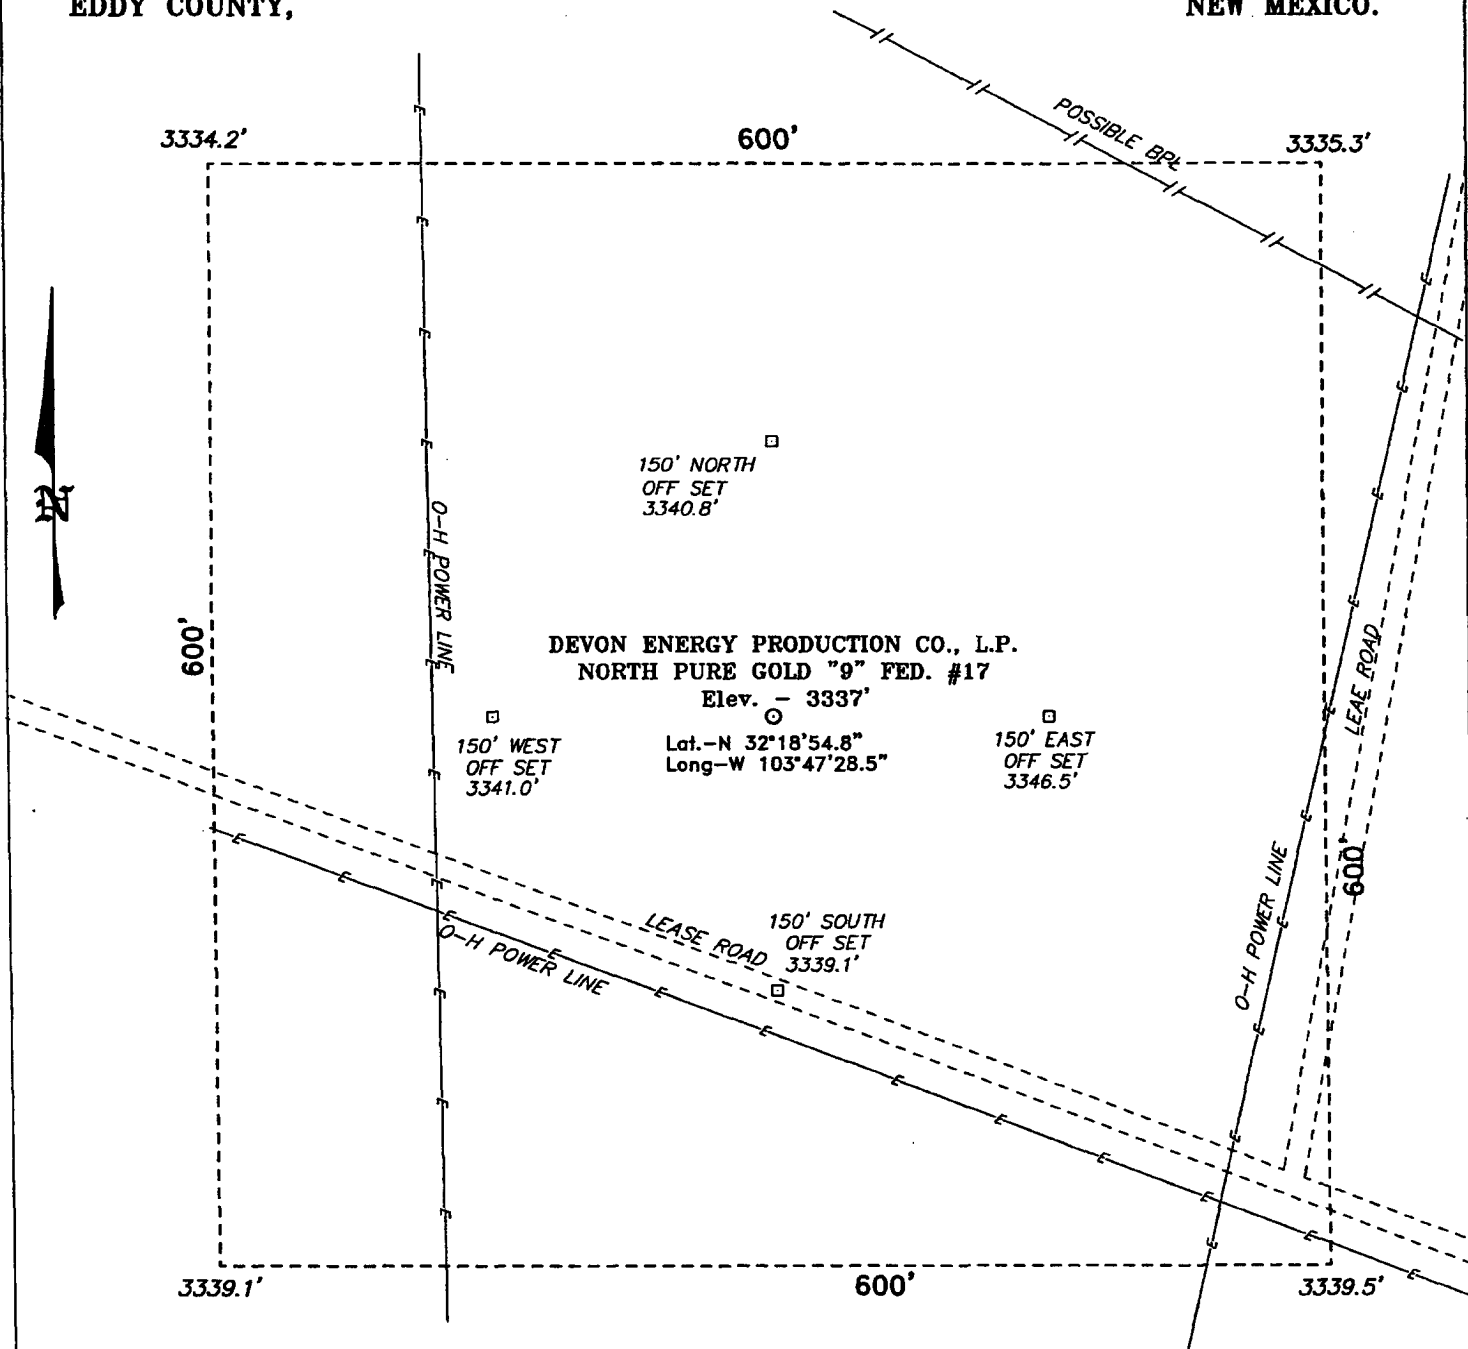 EDDY COUNTY,
NEW MEXICO.
3334.2'
600'
3335.3'
POSSIBLE BPL
150' NORTH
OFF SET
3340.8'
O-H POWER LINE
N
600'
DEVON ENERGY PRODUCTION CO., L.P.
NORTH PURE GOLD "9" FED. #17
Elev. - 3337'
Lat.-N 32°18'54.8"
Long-W 103°47'28.5"
150' WEST
OFF SET
3341.0'
150' EAST
OFF SET
3346.5'
LEAE ROAD
600'
O-H POWER LINE
LEASE ROAD
150' SOUTH
OFF SET
3339.1'
O-H POWER LINE
3339.1'
600'
3339.5'